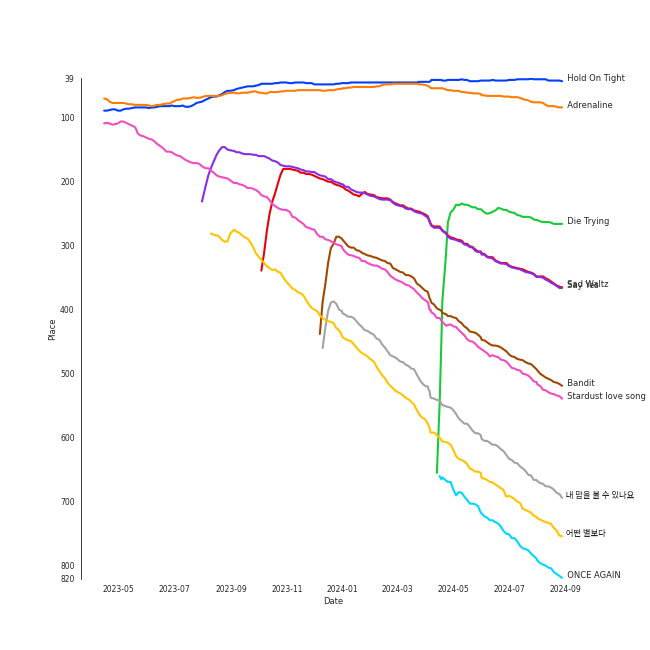 39
100
200
300
400
500
600
700
800
820
Place
Hold On Tight
Adrenaline
Die Trying
Sad Waltz
Bandit
Stardust love song
내 맘을 볼 수 있나요
어떤 별보다
ONCE AGAIN
2023-05 2023-07 2023-09 2023-11 2024-01 2024-03 2024-05 2024-07 2024-09
Date